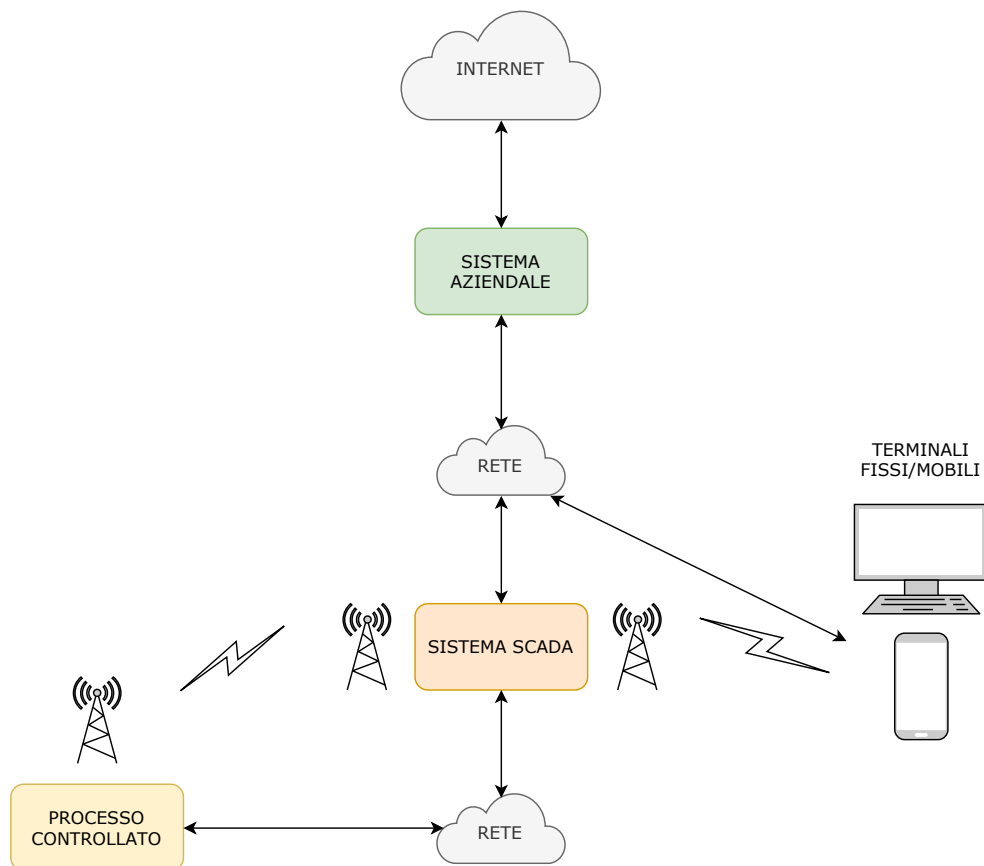 INTERNET
SISTEMA
AZIENDALE
RETE
TERMINALI
FISSI/MOBILI
SISTEMA SCADA
PROCESSO
CONTROLLATO
RETE